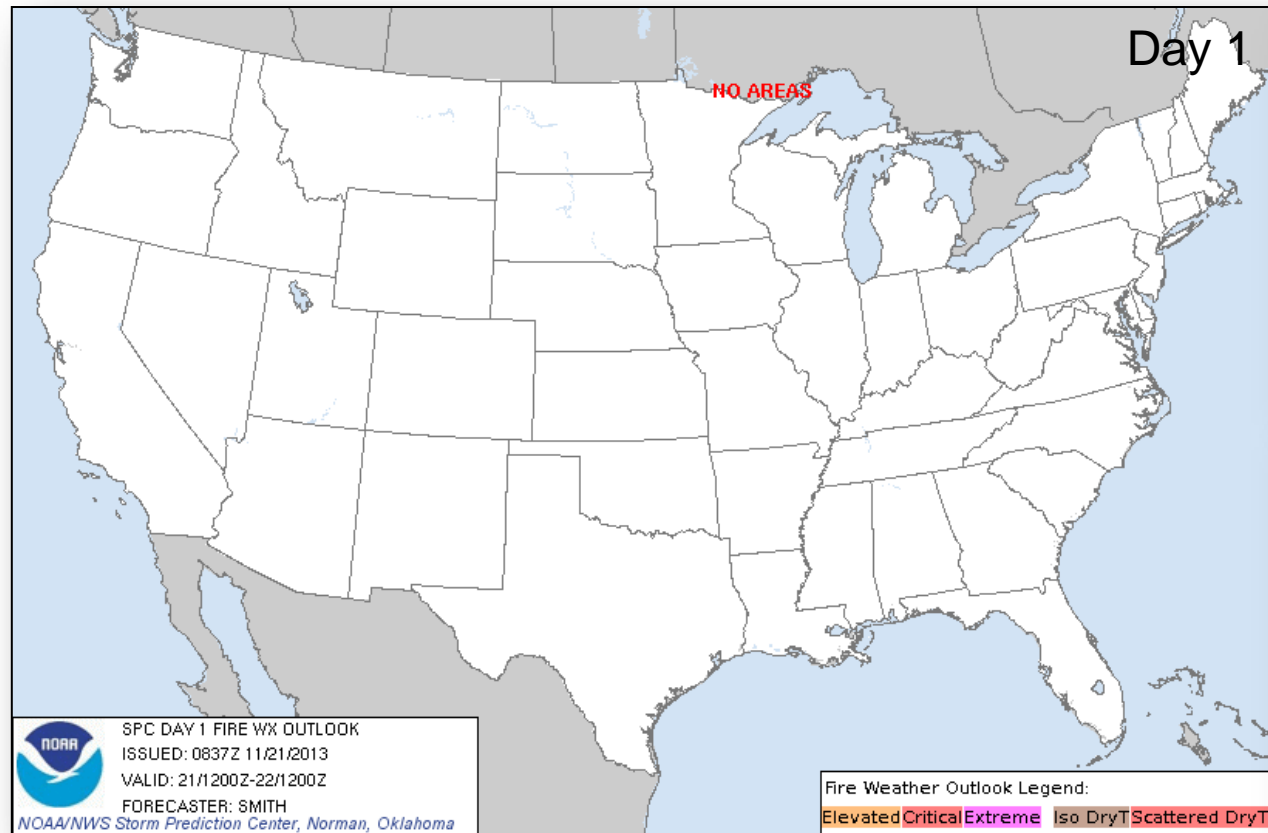 Day 1
NO AREAS
NOAA
SPC DAY 1 FIRE WX OUTLOOK
ISSUED: 0837Z 11/21/2013
VALID: 21/1200Z-22/1200Z
FORECASTER: SMITH
NOAA/NWS Storm Prediction Center, Norman, Oklahoma
Fire Weather Outlook Legend:
Elevated Critical Extreme Iso DryT Scattered DryT